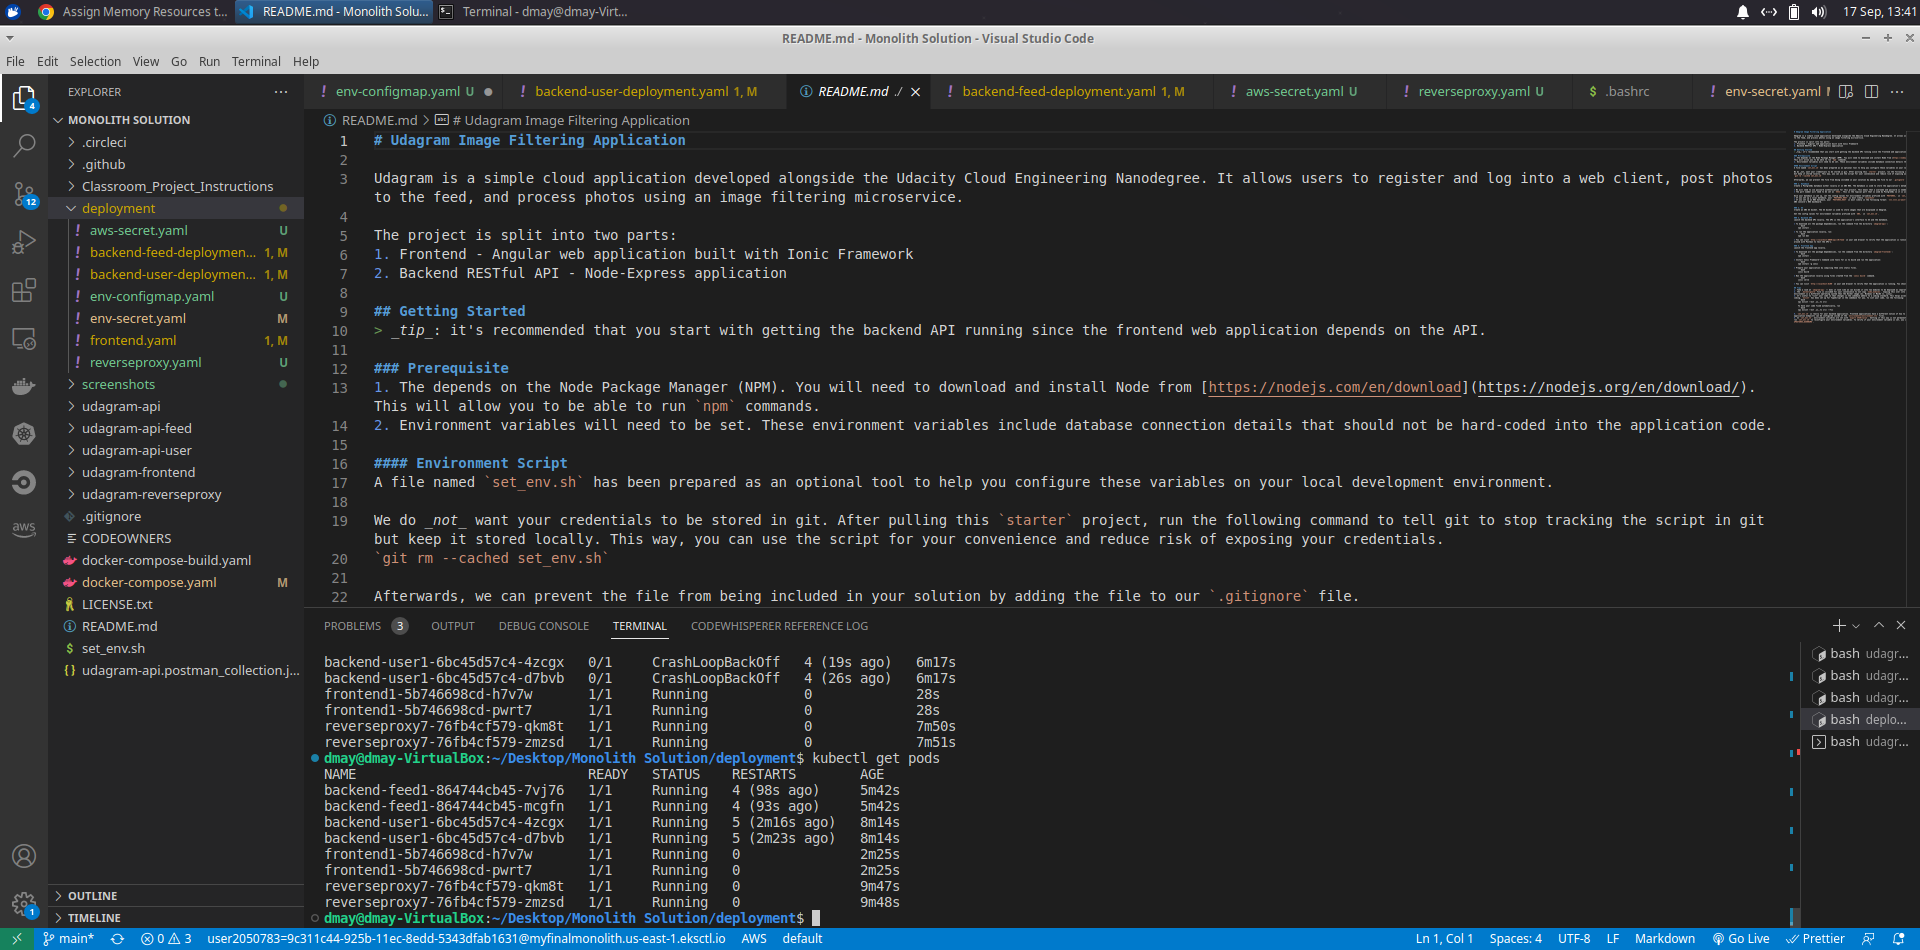 Assign Memory Resources t...
README.md - Monolith Solu...
Terminal - dmay@dmay-Virt...
17 Sep, 13:41
README.md - Monolith Solution - Visual Studio Code
File Edit Selection View Go Run Terminal Help
EXPLORER
! env-configmap.yaml U
! backend-user-deployment.yaml 1, M
README.md ./
! backend-feed-deployment.yaml 1, M
! aws-secret.yaml U
! reverseproxy.yaml U
$ .bashrc
! env-secret.yaml
README.md > # Udagram Image Filtering Application
MONOLITH SOLUTION
.circleci
.github
Classroom_Project_Instructions
deployment
! aws-secret.yaml U
! backend-feed-deploymen... 1, M
! backend-user-deploymen... 1, M
! env-configmap.yaml U
! env-secret.yaml M
! frontend.yaml 1, M
! reverseproxy.yaml U
screenshots
udagram-api
udagram-api-feed
udagram-api-user
udagram-frontend
udagram-reverseproxy
.gitignore
CODEOWNERS
docker-compose-build.yaml
docker-compose.yaml M
LICENSE.txt
README.md
$ set_env.sh
{} udagram-api.postman_collection.j...
OUTLINE
TIMELINE
4
12
aws
1
1 # Udagram Image Filtering Application
2
3 Udagram is a simple cloud application developed alongside the Udacity Cloud Engineering Nanodegree. It allows users to register and log into a web client, post photos
to the feed, and process photos using an image filtering microservice.
4
5 The project is split into two parts:
6 1. Frontend - Angular web application built with Ionic Framework
7 2. Backend RESTful API - Node-Express application
8
9 ## Getting Started
10 > _tip_: it's recommended that you start with getting the backend API running since the frontend web application depends on the API.
11
12 ### Prerequisite
13 1. The depends on the Node Package Manager (NPM). You will need to download and install Node from [https://nodejs.com/en/download](https://nodejs.org/en/download/).
This will allow you to be able to run `npm` commands.
14 2. Environment variables will need to be set. These environment variables include database connection details that should not be hard-coded into the application code.
15
16 #### Environment Script
17 A file named `set_env.sh` has been prepared as an optional tool to help you configure these variables on your local development environment.
18
19 We do _not_ want your credentials to be stored in git. After pulling this `starter` project, run the following command to tell git to stop tracking the script in git
but keep it stored locally. This way, you can use the script for your convenience and reduce risk of exposing your credentials.
20 `git rm --cached set_env.sh`
21
22 Afterwards, we can prevent the file from being included in your solution by adding the file to our `.gitignore` file.
PROBLEMS 3 OUTPUT DEBUG CONSOLE TERMINAL CODEWHISPERER REFERENCE LOG
backend-user1-6bc45d57c4-4zcgx 0/1 CrashLoopBackOff 4 (19s ago) 6m17s
backend-user1-6bc45d57c4-d7bvb 0/1 CrashLoopBackOff 4 (26s ago) 6m17s
frontend1-5b746698cd-h7v7w 1/1 Running 0 28s
frontend1-5b746698cd-pwrt7 1/1 Running 0 28s
reverseproxy7-76fb4cf579-qkm8t 1/1 Running 0 7m50s
reverseproxy7-76fb4cf579-zmzsd 1/1 Running 0 7m51s
dmay@dmay-VirtualBox:~/Desktop/Monolith Solution/deployment$ kubectl get pods
NAME READY STATUS RESTARTS AGE
backend-feed1-864744cb45-7vj76 1/1 Running 4 (98s ago) 5m42s
backend-feed1-864744cb45-mcgfn 1/1 Running 4 (93s ago) 5m42s
backend-user1-6bc45d57c4-4zcgx 1/1 Running 5 (2m16s ago) 8m14s
backend-user1-6bc45d57c4-d7bvb 1/1 Running 5 (2m23s ago) 8m14s
frontend1-5b746698cd-h7v7w 1/1 Running 0 2m25s
frontend1-5b746698cd-pwrt7 1/1 Running 0 2m25s
reverseproxy7-76fb4cf579-qkm8t 1/1 Running 0 9m47s
reverseproxy7-76fb4cf579-zmzsd 1/1 Running 0 9m48s
dmay@dmay-VirtualBox:~/Desktop/Monolith Solution/deployment$
bash udagr...
bash udagr...
bash udagr...
bash deplo...
bash udagr...
main* 0 3 user2050783=9c311c44-925b-11ec-8edd-5343dfab1631@myfinalmonolith.us-east-1.eksctl.io AWS default
Ln 1, Col 1 Spaces: 4 UTF-8 LF Markdown Go Live Prettier